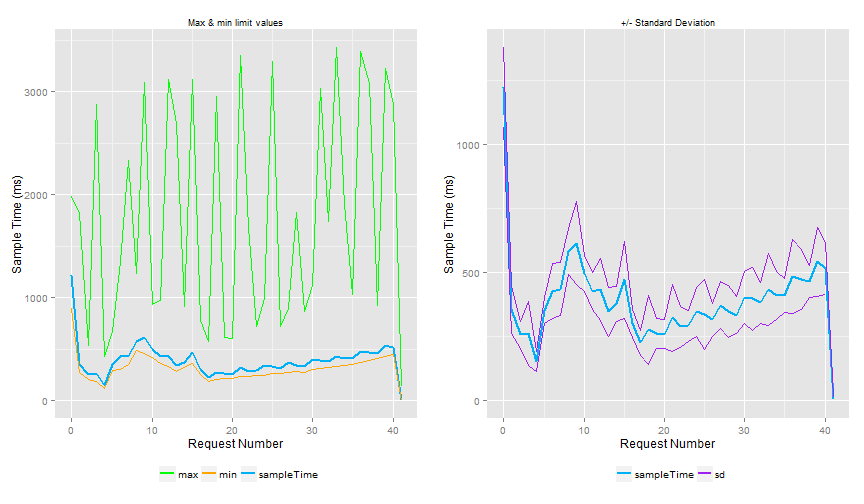 Max & min limit values
Sample Time (ms)
3000
2000
1000
0
0
10
20
30
40
Request Number
max
min
sampleTime
+/- Standard Deviation
Sample Time (ms)
1000
500
0
0
10
20
30
40
Request Number
sampleTime
sd